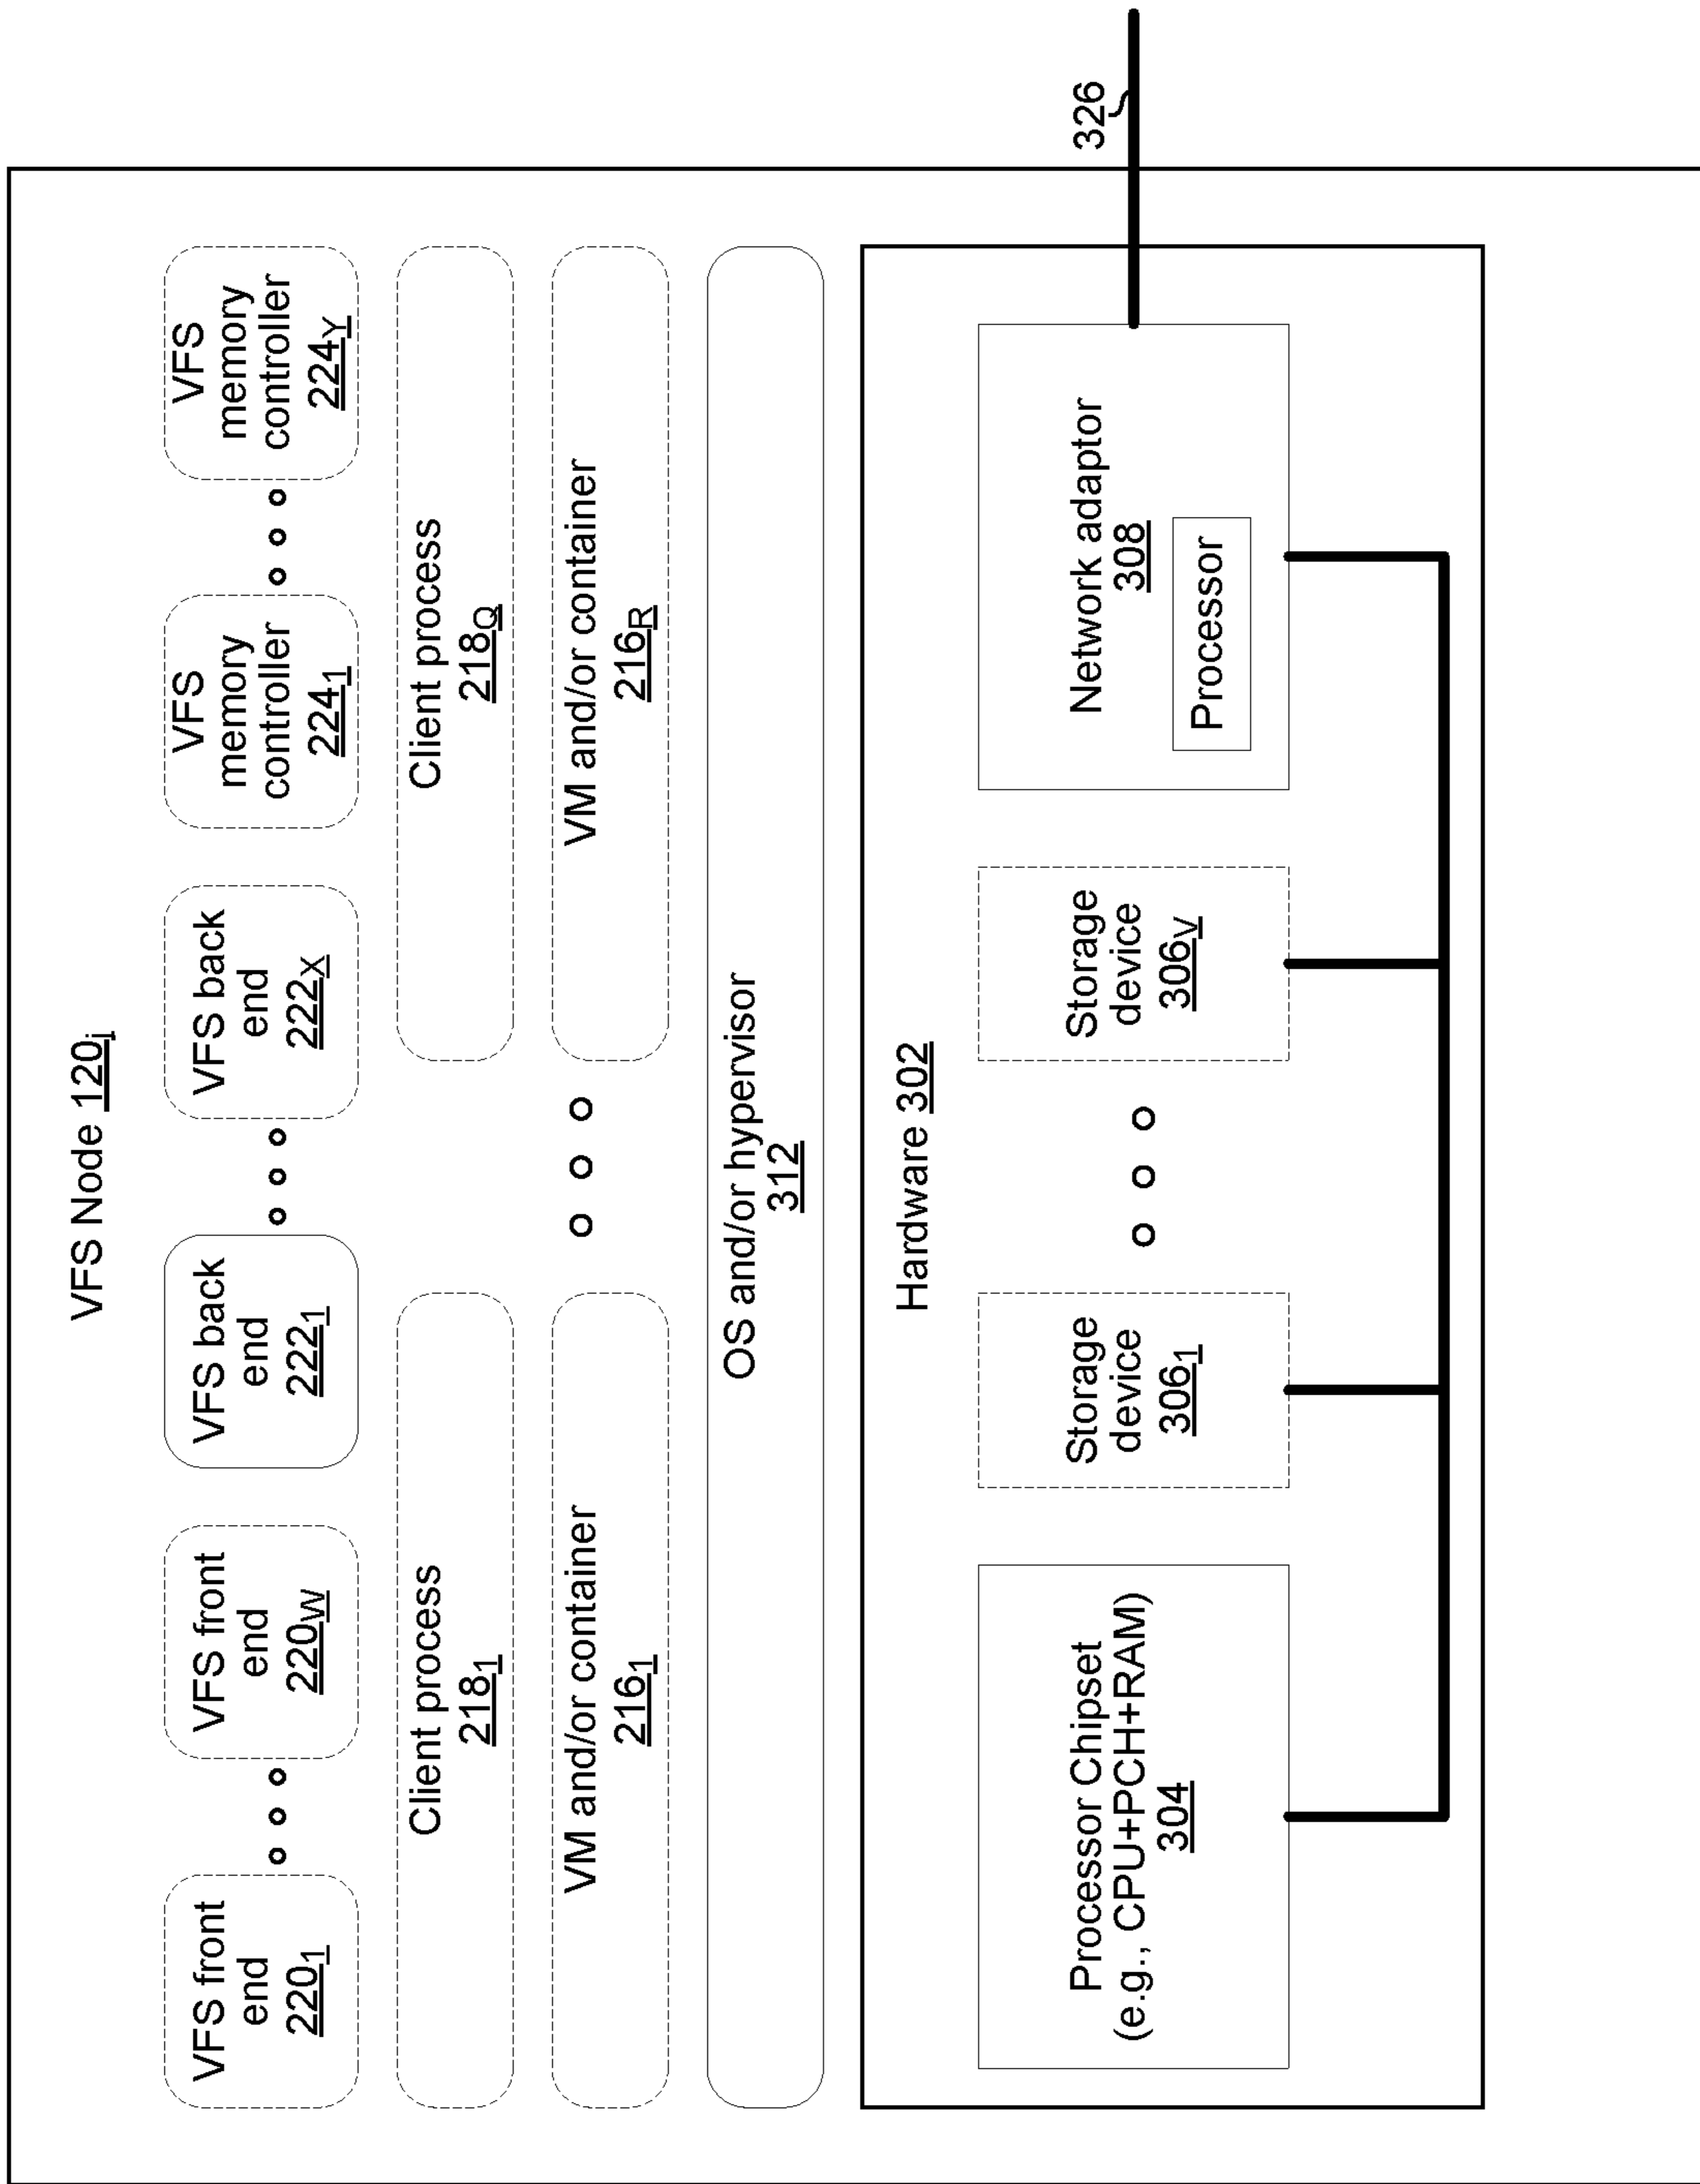 VFS Node 120j
VFS front
end
2201
VFS front
end
220W
VFS back
end
2221
VFS back
end
222X
VFS
memory
controller
2241
VFS
memory
controller
224Y
Client process
2181
Client process
218Q
VM and/or container
2161
VM and/or container
216R
OS and/or hypervisor
312
Hardware 302
Processor Chipset
(e.g., CPU+PCH+RAM)
304
Storage
device
3061
Storage
device
306V
Network adaptor
308
Processor
326